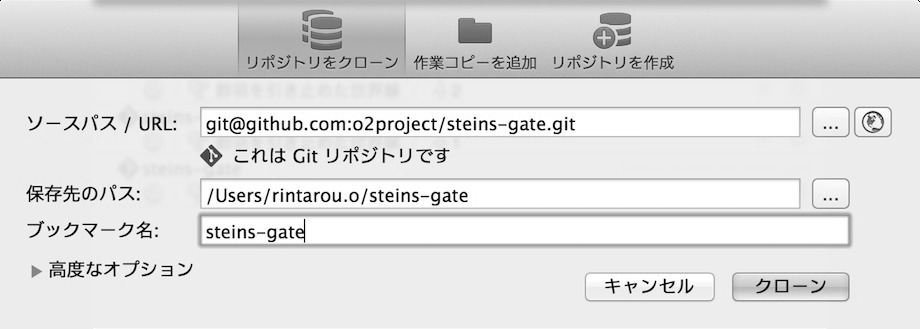 リポジトリをクローン 作業コピーを追加 リポジトリを作成
ソースパス / URL: git@github.com:o2project/steins-gate.git ...
これは Git リポジトリです
保存先のパス: /Users/rintarou.o/steins-gate ...
ブックマーク名: steins-gate
高度なオプション
キャンセル クローン